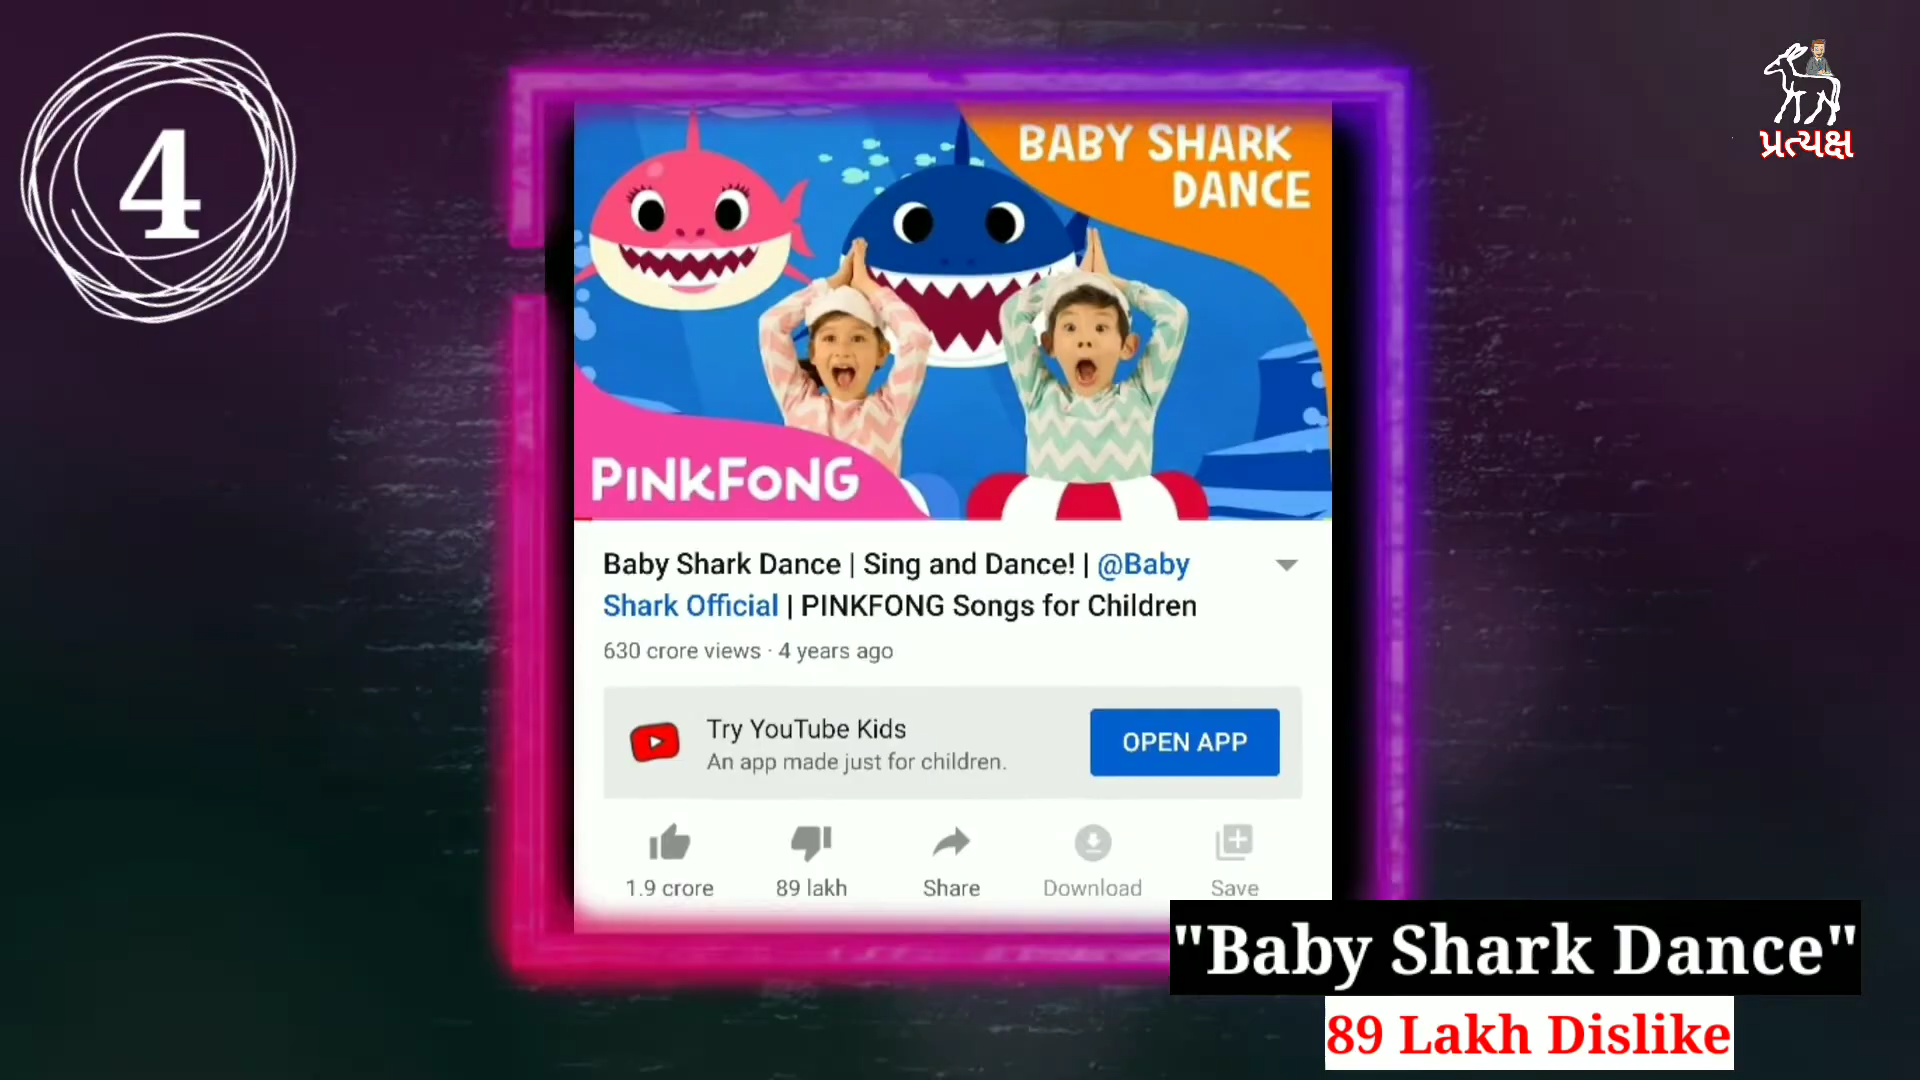 4
પ્રત્યક્ષ
BABY SHARK
DANCE
PINKFONG
Baby Shark Dance | Sing and Dance! | @Baby
Shark Official | PINKFONG Songs for Children
630 crore views · 4 years ago
Try YouTube Kids
An app made just for children.
OPEN APP
1.9 crore
89 lakh
Share
Download
Save
"Baby Shark Dance"
89 Lakh Dislike